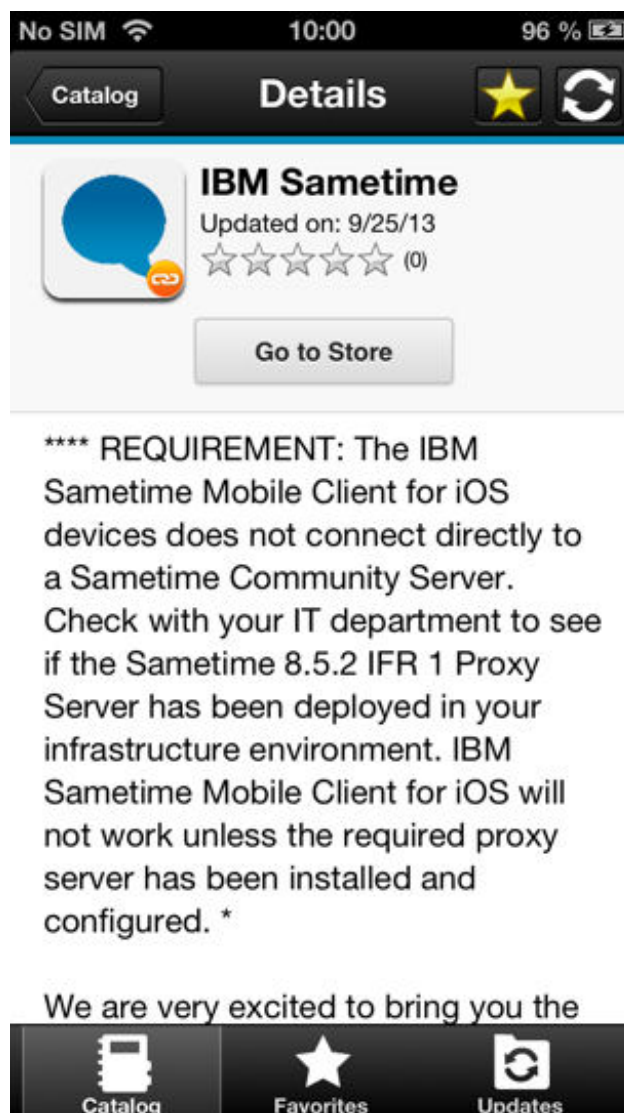 No SIM 10:00 96 %
Catalog Details
IBM Sametime
Updated on: 9/25/13
(0)
Go to Store
**** REQUIREMENT: The IBM
Sametime Mobile Client for iOS
devices does not connect directly to
a Sametime Community Server.
Check with your IT department to see
if the Sametime 8.5.2 IFR 1 Proxy
Server has been deployed in your
infrastructure environment. IBM
Sametime Mobile Client for iOS will
not work unless the required proxy
server has been installed and
configured. *
We are very excited to bring you the
Catalog Favorites Updates